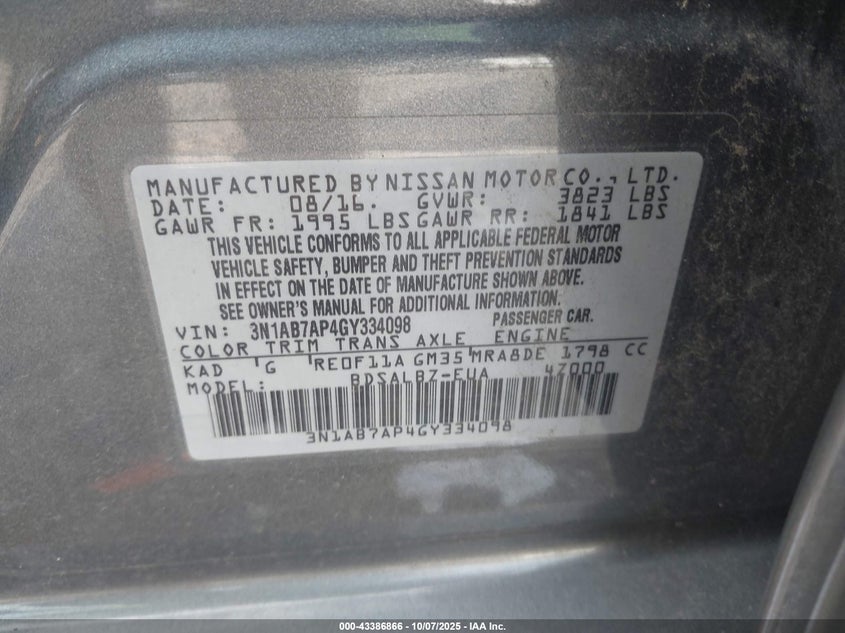 MANUFACTURED BY NISSAN MOTOR CO., LTD.
DATE: 08/16. GVWR: 3823 LBS
GAWR FR: 1995 LBS GAWR RR: 1841 LBS
THIS VEHICLE CONFORMS TO ALL APPLICABLE FEDERAL MOTOR
VEHICLE SAFETY, BUMPER AND THEFT PREVENTION STANDARDS
IN EFFECT ON THE DATE OF MANUFACTURE SHOWN ABOVE.
SEE OWNER'S MANUAL FOR ADDITIONAL INFORMATION.
VIN: 3N1AB7AP4GY334098 PASSENGER CAR.
COLOR TRIM TRANS AXLE ENGINE
KAD G RE0F11A GM35 MRA8DE 1798 CC
MODEL: BDSALBZ-EUA 47000
3N1AB7AP4GY334098
000-43386866 - 10/07/2025 - IAA Inc.